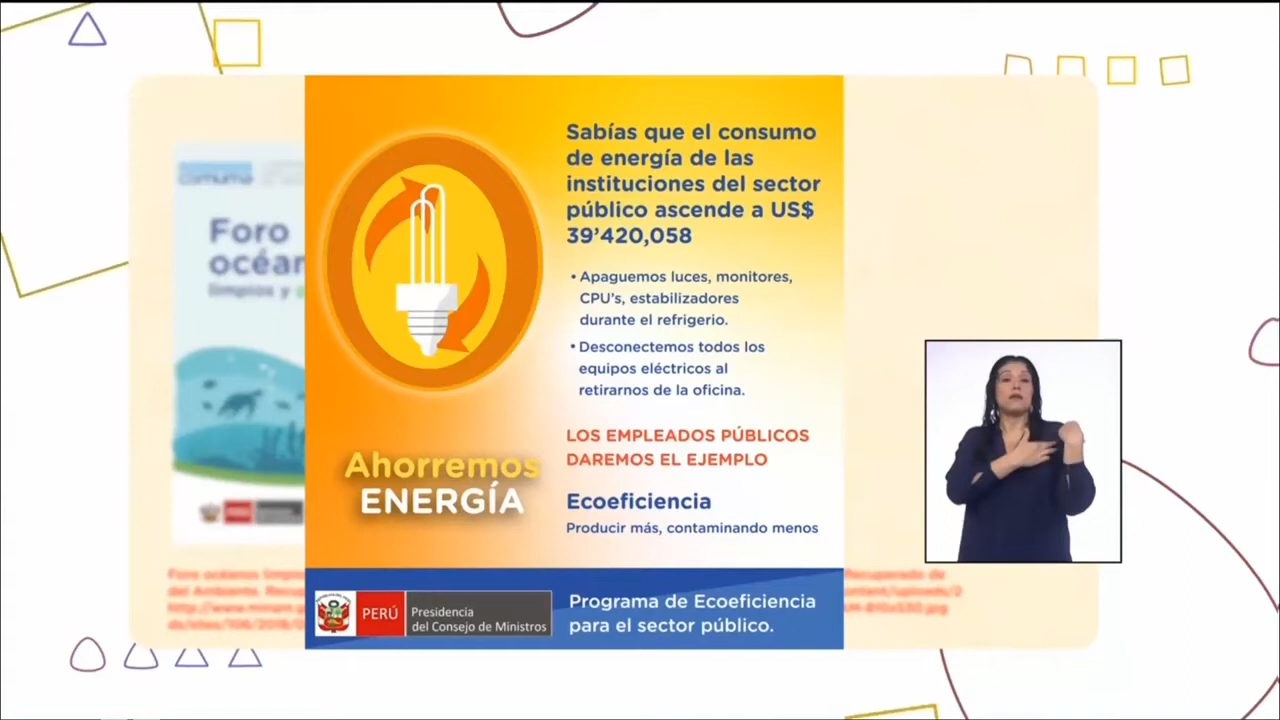 Sabías que el consumo
de energía de las
instituciones del sector
público asciende a US$
39’420,058
• Apaguemos luces, monitores,
CPU’s, estabilizadores
durante el refrigerio.
• Desconectemos todos los
equipos eléctricos al
retirarnos de la oficina.
LOS EMPLEADOS PÚBLICOS
DAREMOS EL EJEMPLO
Ecoeficiencia
Producir más, contaminando menos
Ahorremos
ENERGÍA
PERÚ
Presidencia
del Consejo de Ministros
Programa de Ecoeficiencia
para el sector público.
Foro
limpios y